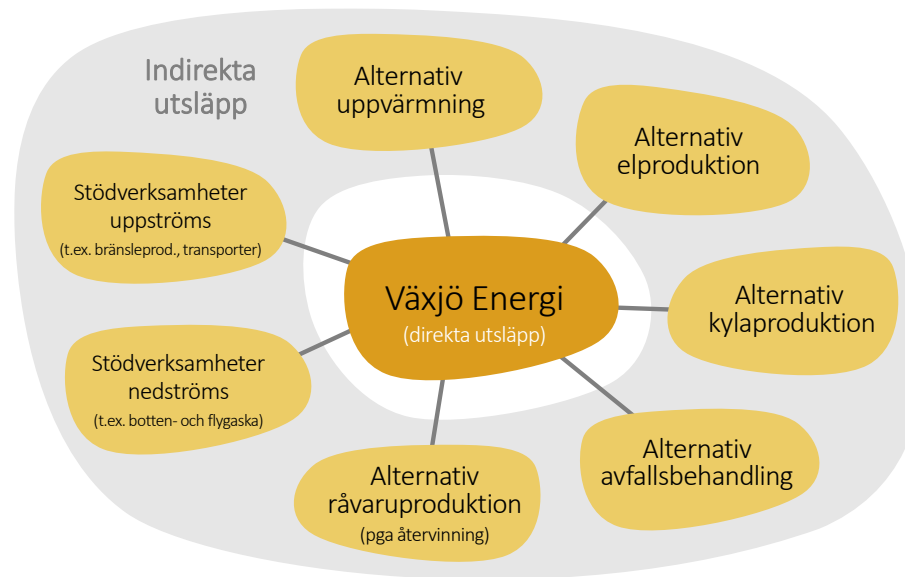 Indirekta
utsläpp
Alternativ
uppvärmning
Alternativ
elproduktion
Stödverksamheter
uppströms
(t.ex. bränsleprod., transporter)
Växjö Energi
(direkta utsläpp)
Alternativ
kylaproduktion
Stödverksamheter
nedströms
(t.ex. botten- och flygaska)
Alternativ
råvaruproduktion
(pga återvinning)
Alternativ
avfallsbehandling